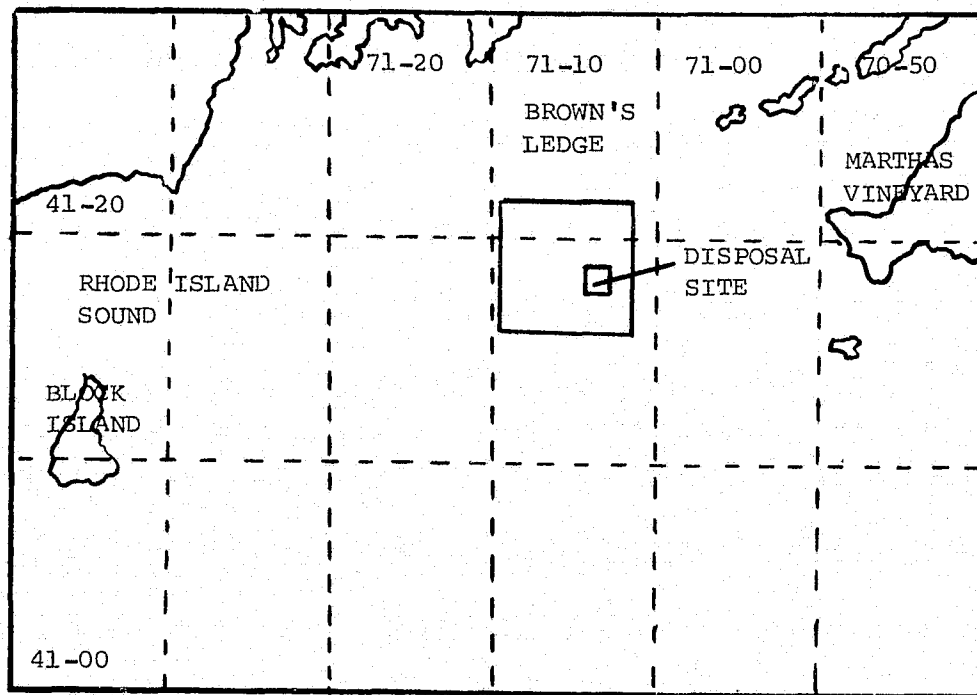 71-20
71-10
71-00
70-50
BROWN'S
LEDGE
MARTHAS
VINEYARD
41-20
RHODE ISLAND
SOUND
DISPOSAL
SITE
BLOCK
ISLAND
41-00